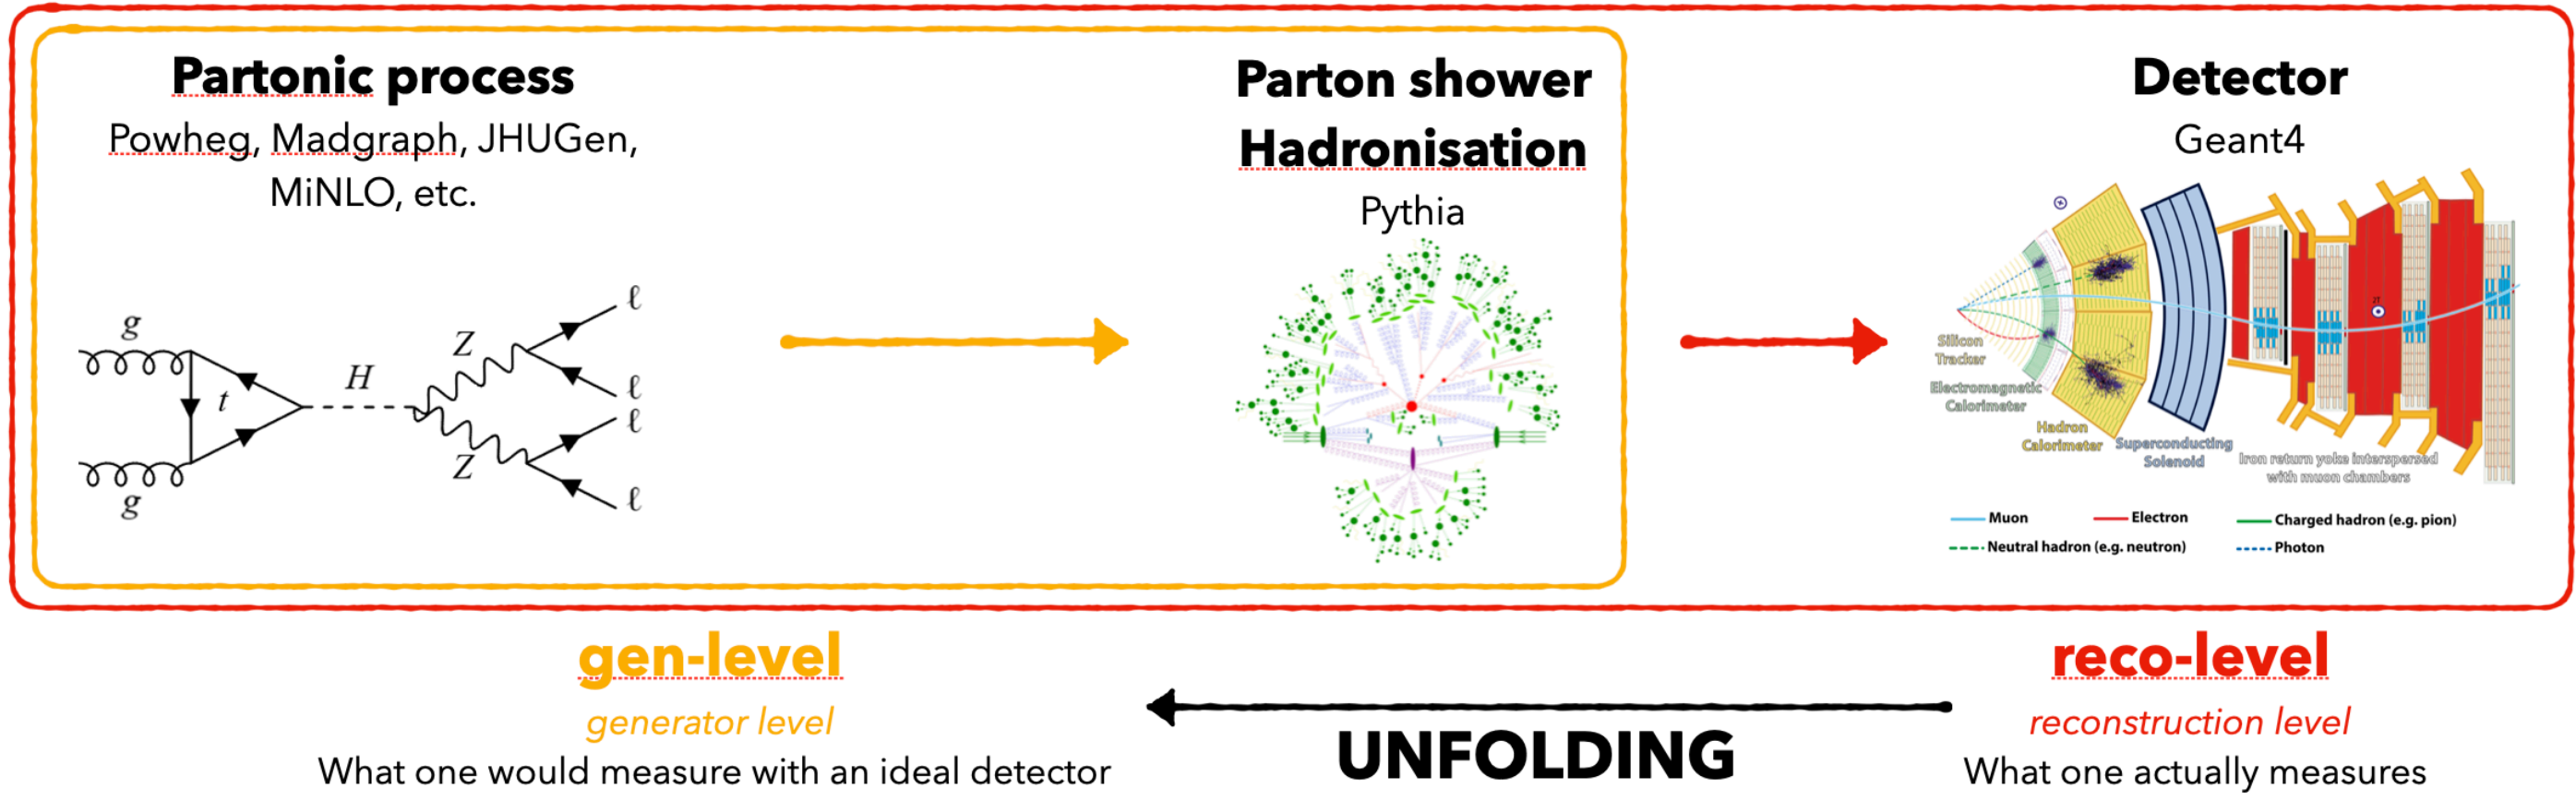 Partonic process
Powheg, Madgraph, JHUGen,
MiNLO, etc.
g
g
t
H
Z
Z
ℓ
ℓ
ℓ
ℓ
Parton shower
Hadronisation
Pythia
Detector
Geant4
2T
Silicon
Tracker
Electromagnetic
Calorimeter
Hadron
Calorimeter
Superconducting
Solenoid
Iron return yoke interspersed
with muon chambers
Muon
Electron
Charged hadron (e.g. pion)
Neutral hadron (e.g. neutron)
Photon
gen-level
generator level
What one would measure with an ideal detector
UNFOLDING
reco-level
reconstruction level
What one actually measures